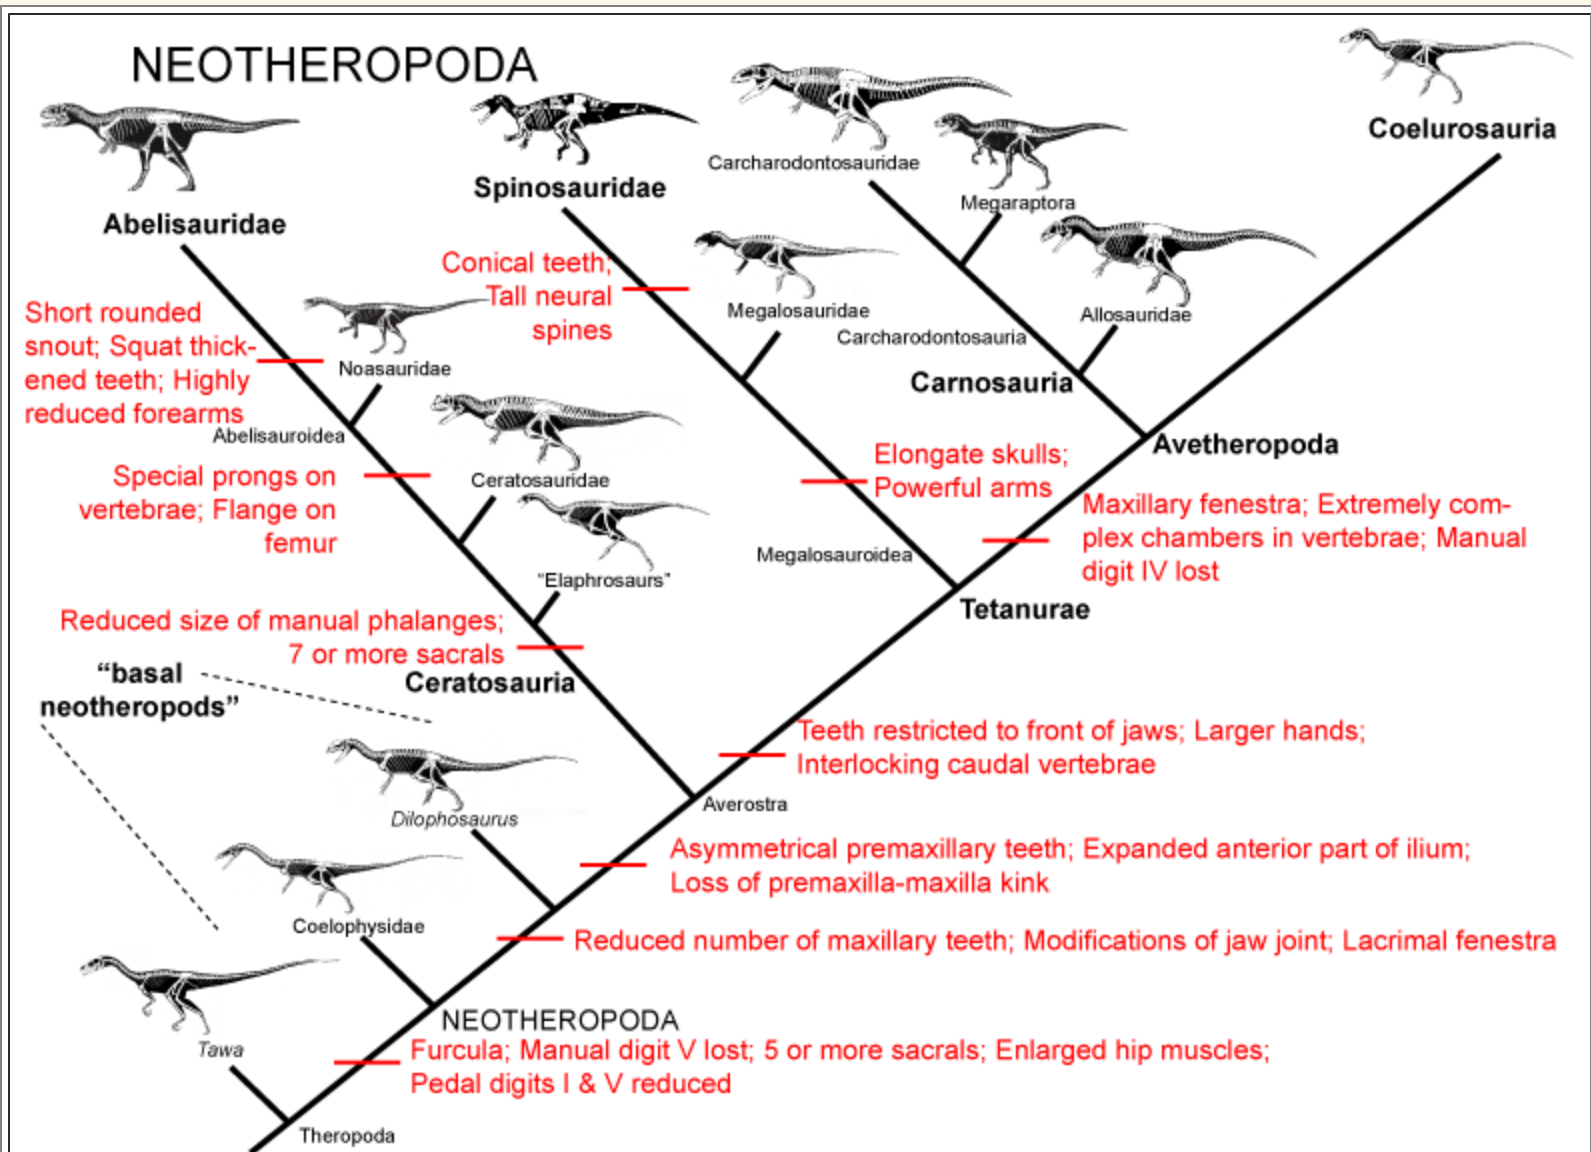 NEOTHEROPODA
Coelurosauria
Carcharodontosauridae
Spinosauridae
Megaraptora
Abelisauridae
Conical teeth;
Tall neural
spines
Megalosauridae
Allosauridae
Short rounded
snout; Squat thick-
ened teeth; Highly
reduced forearms
Carcharodontosauria
Noasauridae
Carnosauria
Abelisauroidea
Avetheropoda
Elongate skulls;
Powerful arms
Special prongs on
vertebrae; Flange on
femur
Ceratosauridae
Maxillary fenestra; Extremely com-
plex chambers in vertebrae; Manual
digit IV lost
Megalosauroidea
"Elaphrosaurs"
Tetanurae
Reduced size of manual phalanges;
7 or more sacrals
“basal
neotheropods”
Ceratosauria
Teeth restricted to front of jaws; Larger hands;
Interlocking caudal vertebrae
Averostra
Dilophosaurus
Asymmetrical premaxillary teeth; Expanded anterior part of ilium;
Loss of premaxilla-maxilla kink
Coelophysidae
Reduced number of maxillary teeth; Modifications of jaw joint; Lacrimal fenestra
NEOTHEROPODA
Tawa
Furcula; Manual digit V lost; 5 or more sacrals; Enlarged hip muscles;
Pedal digits I & V reduced
Theropoda